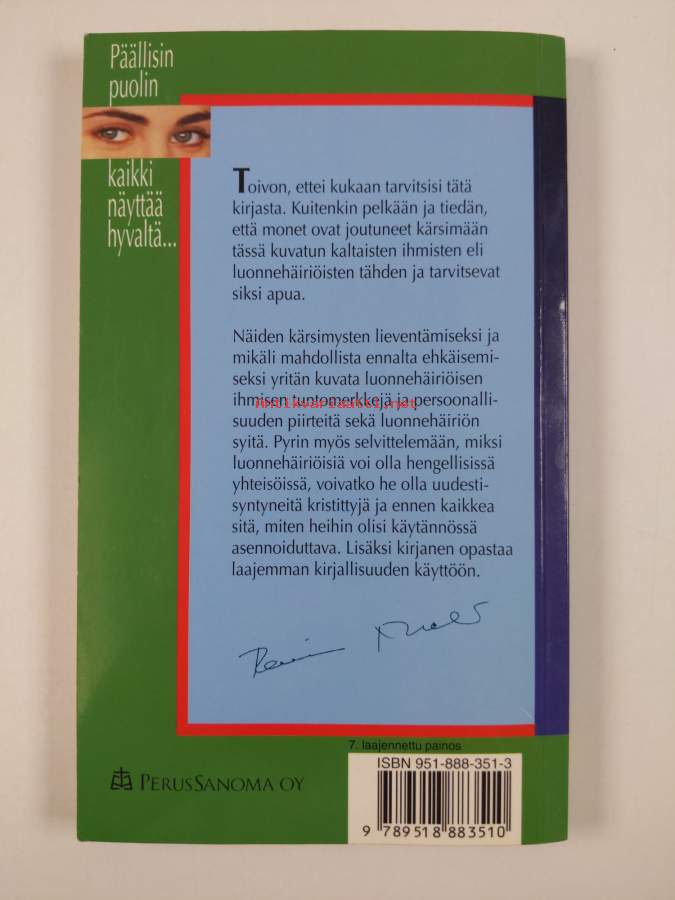 Päällisin
puolin
kaikki
näyttää
hyvältä...
Toivon, ettei kukaan tarvitsisi tätä
kirjasta. Kuitenkin pelkään ja tiedän,
että monet ovat joutuneet kärsimään
tässä kuvatun kaltaisten ihmisten eli
luonnehäiriöisten tähden ja tarvitsevat
siksi apua.
Näiden kärsimysten lieventämiseksi ja
mikäli mahdollista ennalta ehkäisemi-
seksi yritän kuvata luonnehäiriöisen
ihmisen tuntomerkkejä ja persoonalli-
Antikvariaatti.net
suuden piirteitä sekä luonnehäiriön
syitä. Pyrin myös selvittelemään, miksi
luonnehäiriöisiä voi olla hengellisissä
yhteisöissä, voivatko he olla uudesti-
syntyneitä kristittyjä ja ennen kaikkea
sitä, miten heihin olisi käytännössä
asennoiduttava. Lisäksi kirjanen opastaa
laajemman kirjallisuuden käyttöön.
7. laajennettu painos
ISBN 951-888-351-3
PERUSSANOMA OY
9 789518 883510